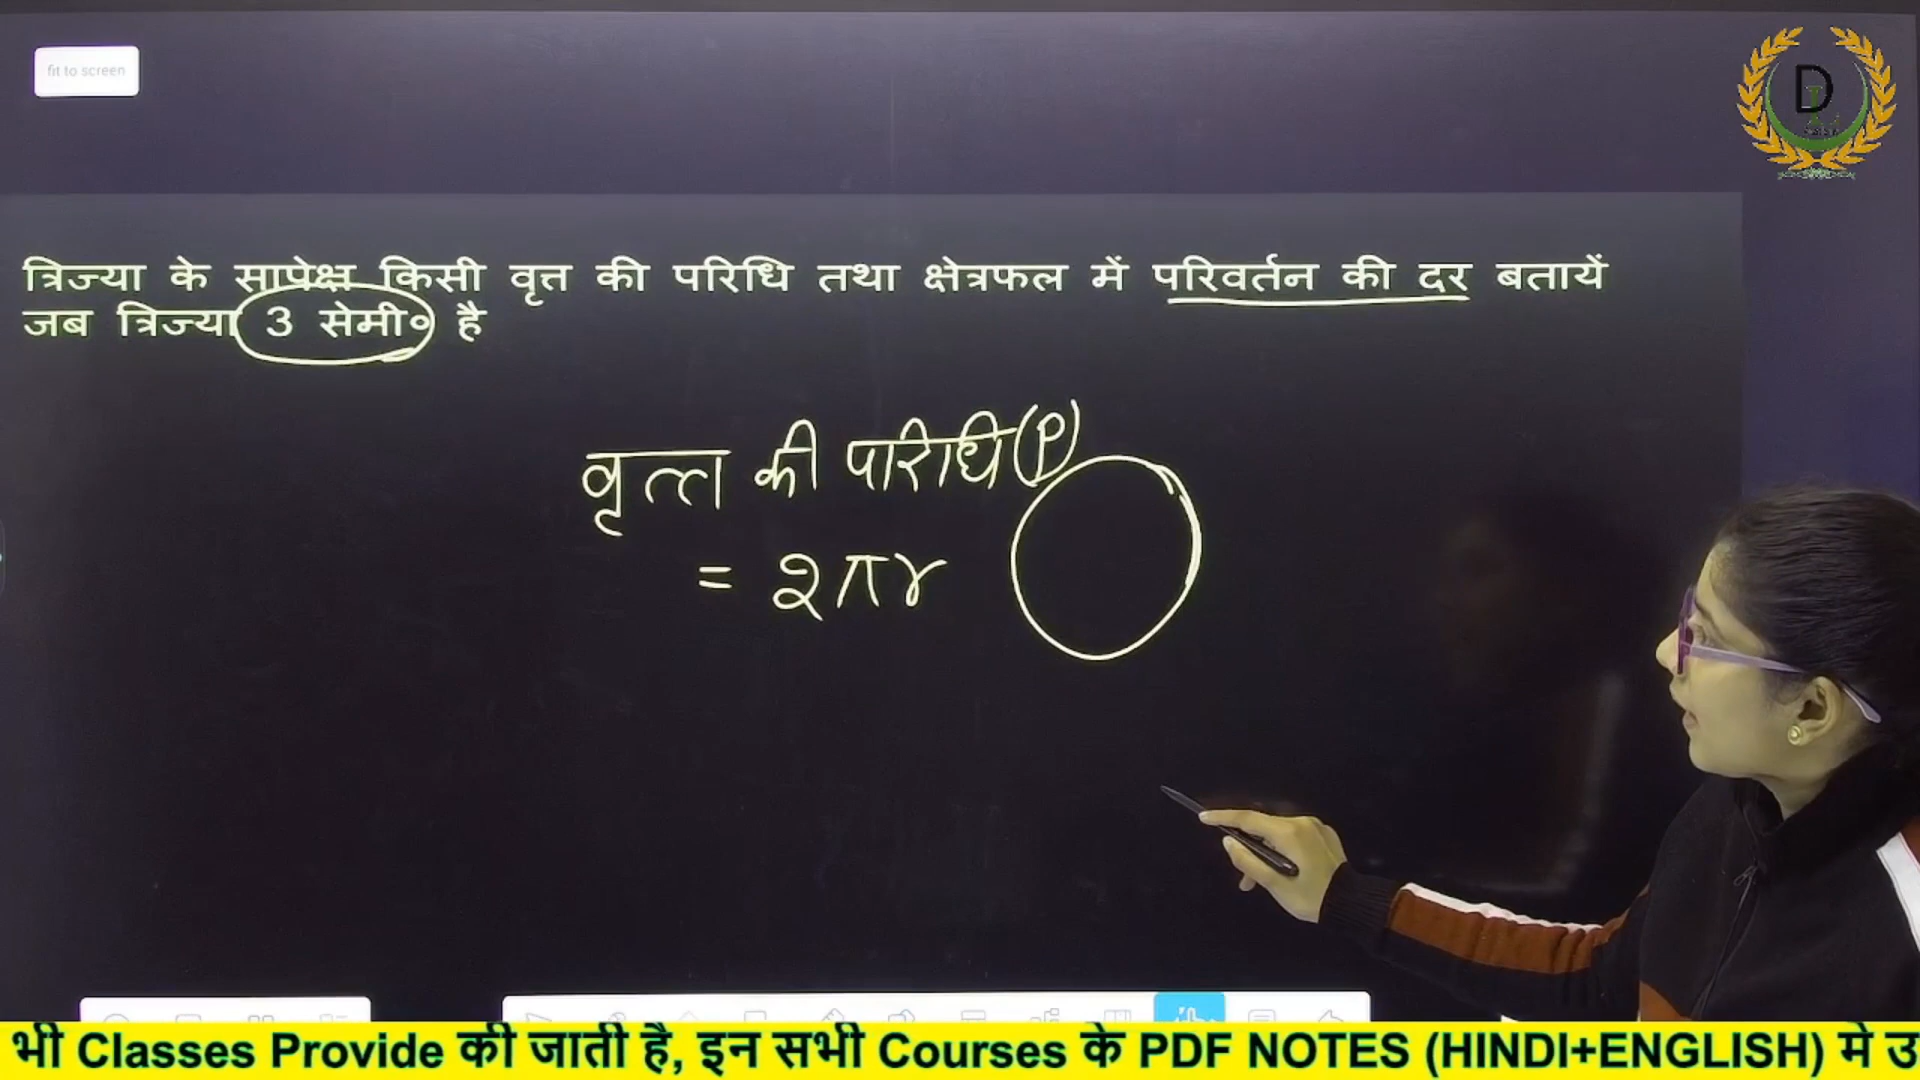 fit to screen
D
त्रिज्या के सापेक्ष किसी वृत्त की परिधि तथा क्षेत्रफल में परिवर्तन की दर बतायें
जब त्रिज्या 3 सेमी० है
वृत्त की परिधि (P)
= 2πr
भी Classes Provide की जाती है, इन सभी Courses के PDF NOTES (HINDI+ENGLISH) मे उ